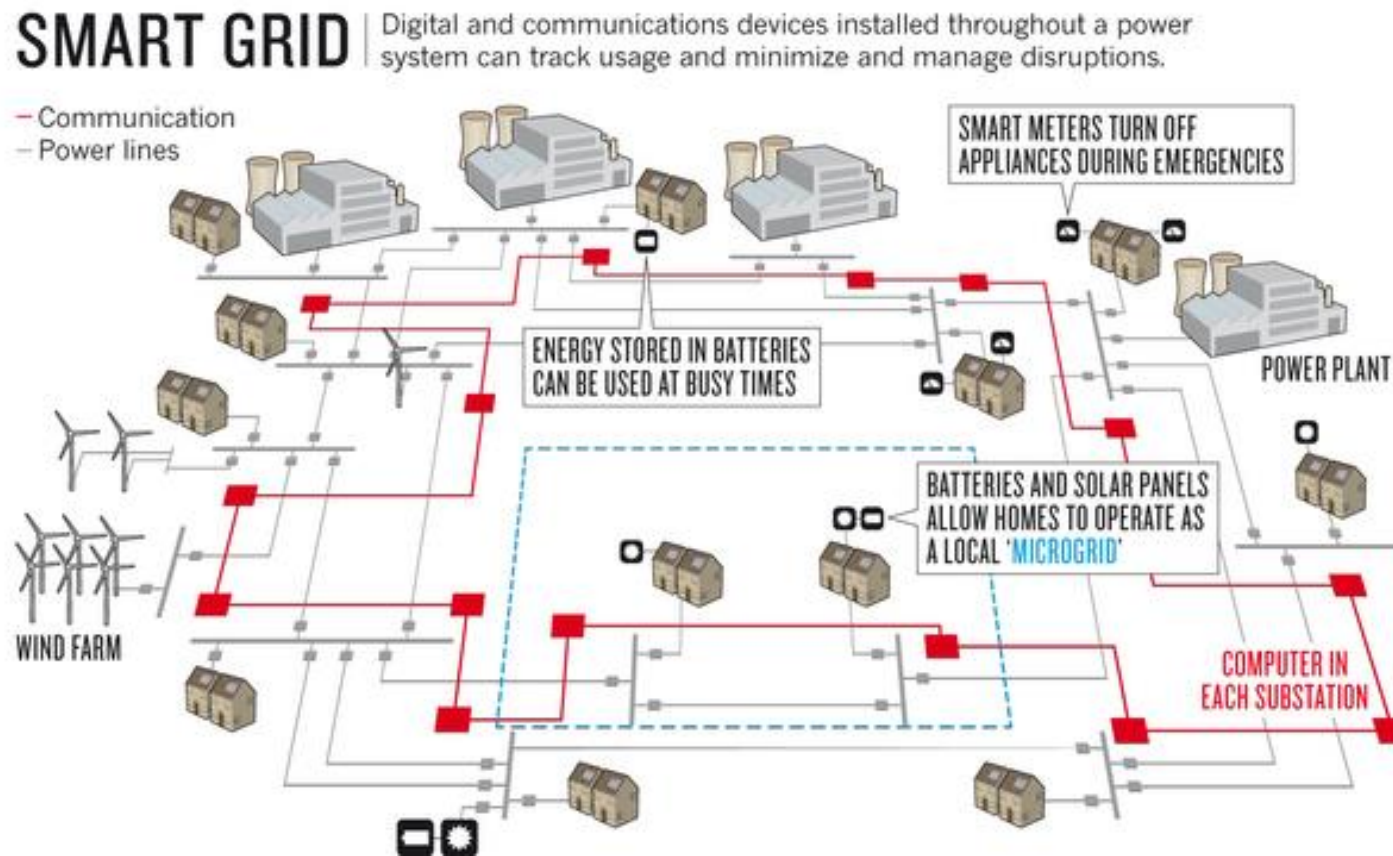 SMART GRID
Digital and communications devices installed throughout a power
system can track usage and minimize and manage disruptions.
Communication
Power lines
SMART METERS TURN OFF
APPLIANCES DURING EMERGENCIES
ENERGY STORED IN BATTERIES
CAN BE USED AT BUSY TIMES
POWER PLANT
BATTERIES AND SOLAR PANELS
ALLOW HOMES TO OPERATE AS
A LOCAL 'MICROGRID'
WIND FARM
COMPUTER IN
EACH SUBSTATION